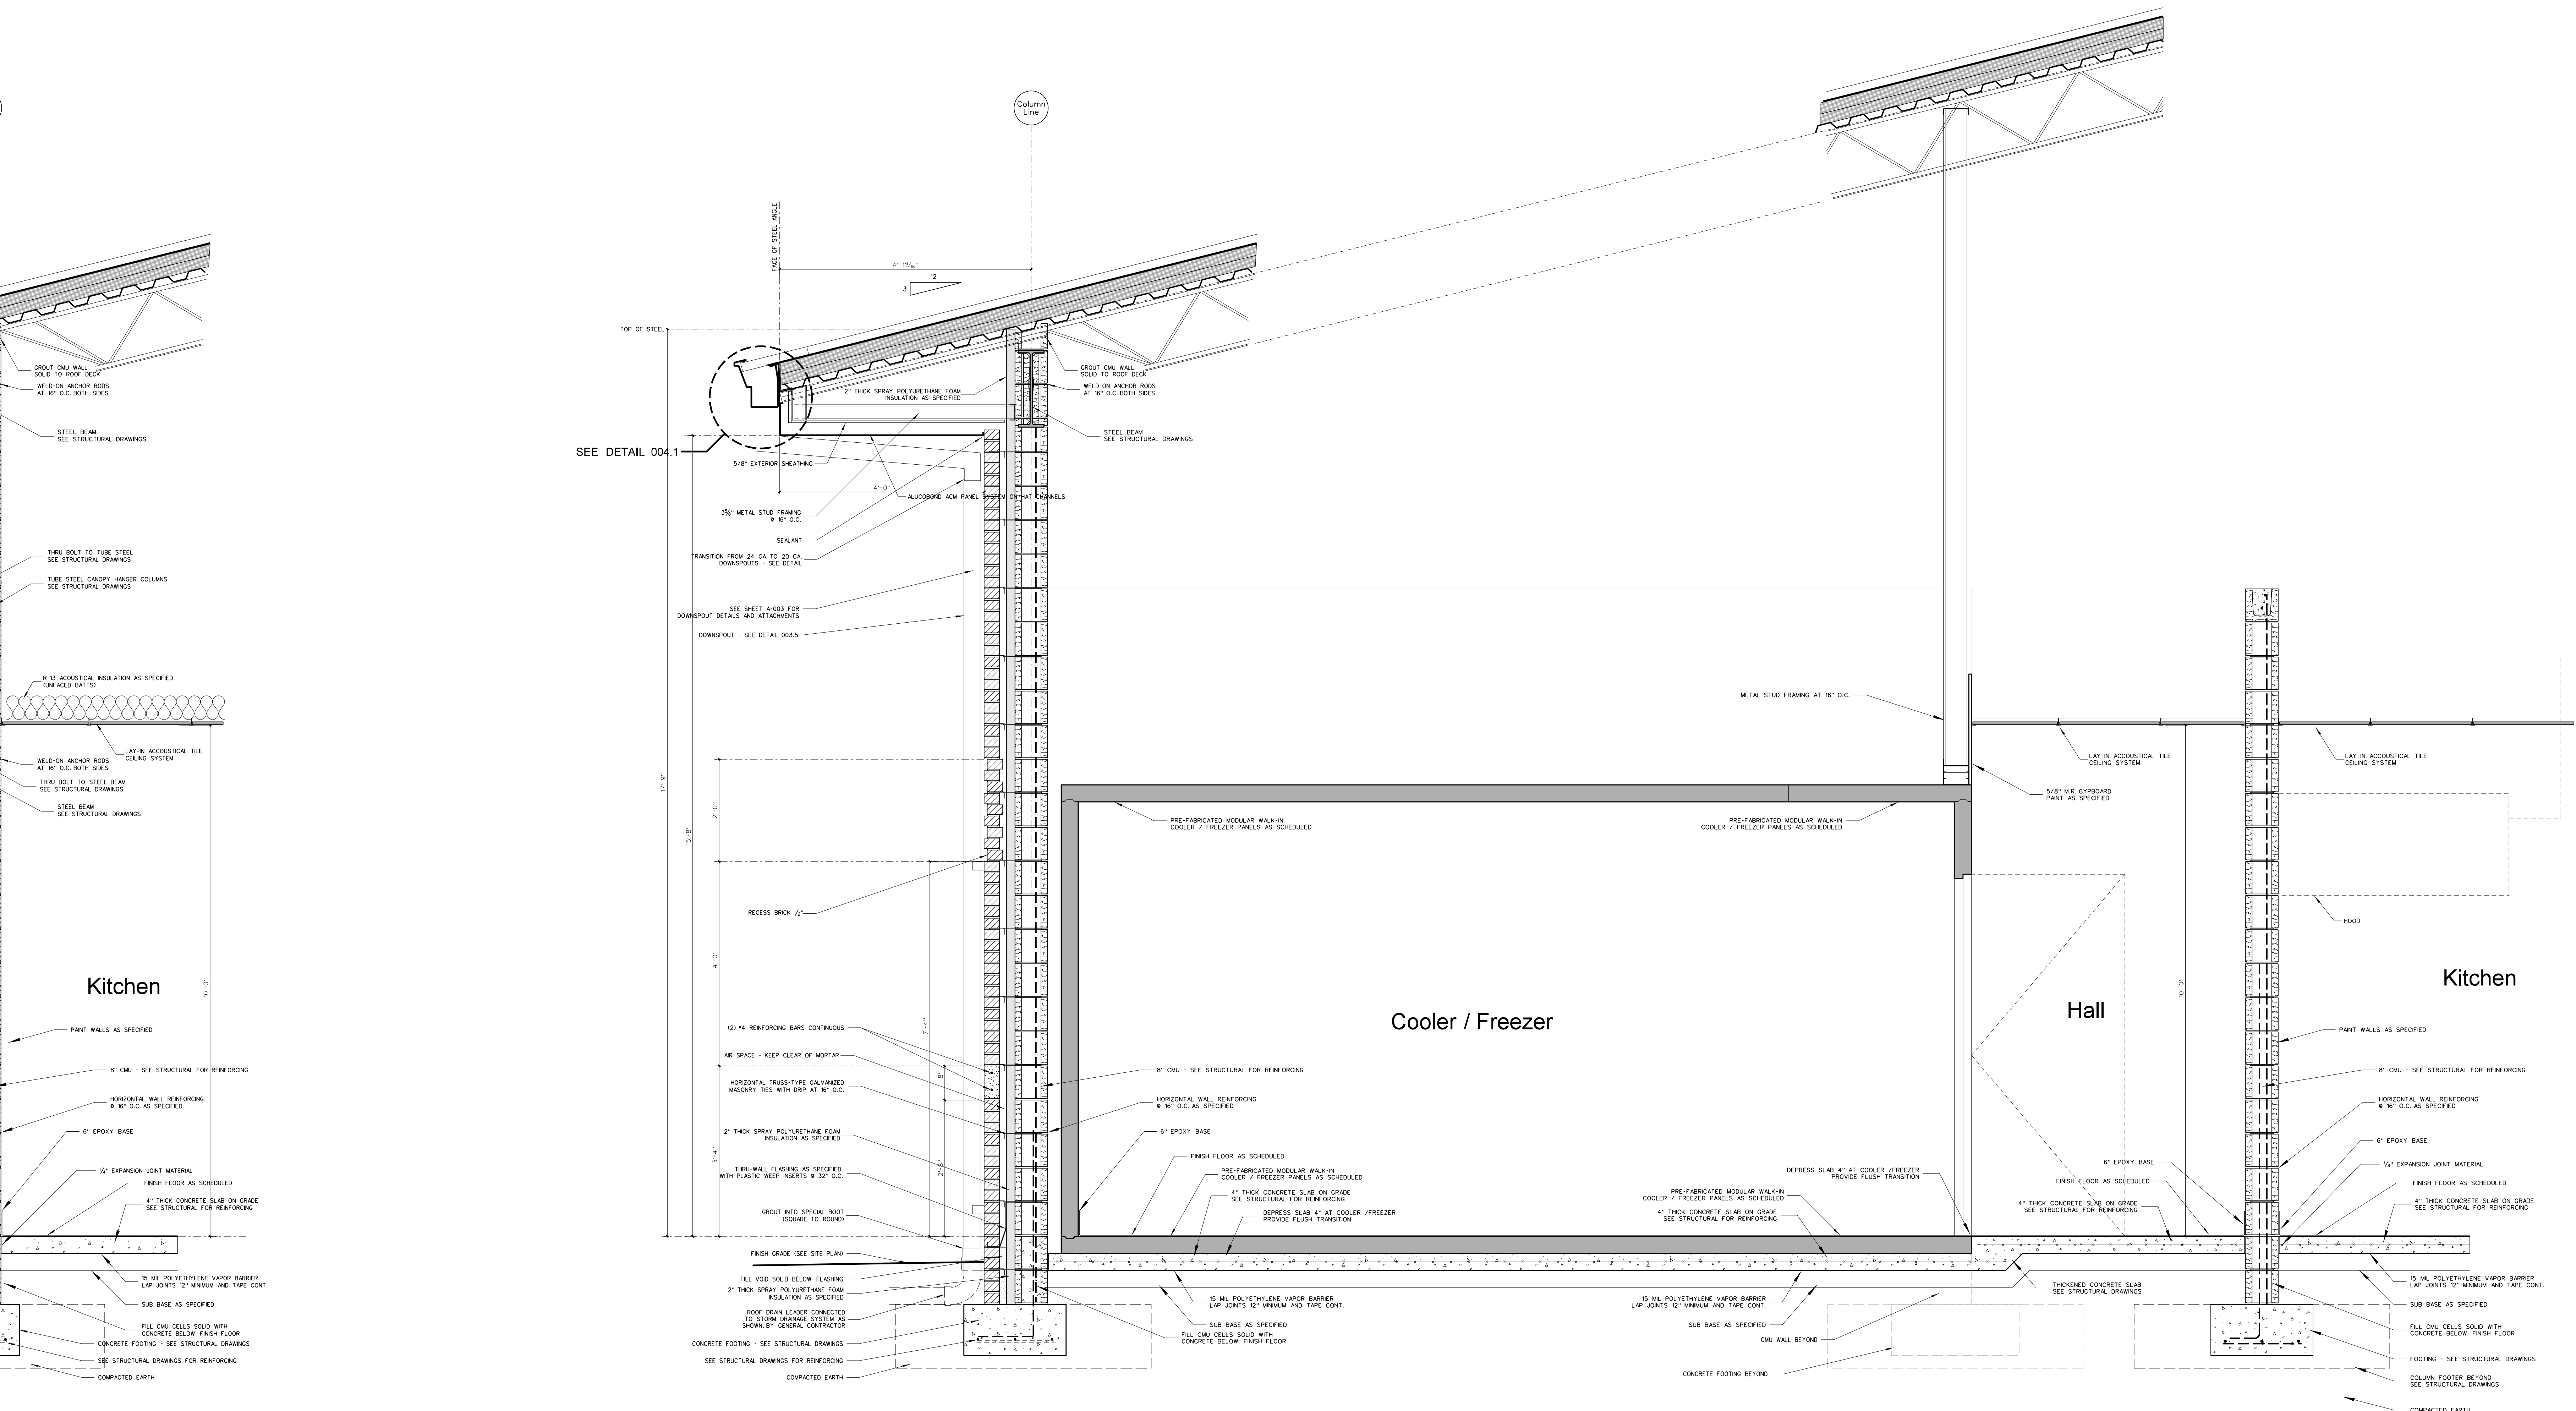 GROUT CMU WALL
SOLID TO ROOF DECK
WELD-ON ANCHOR RODS
AT 16" O.C. BOTH SIDES
STEEL BEAM
SEE STRUCTURAL DRAWINGS
THRU BOLT TO TUBE STEEL
SEE STRUCTURAL DRAWINGS
TUBE STEEL CANOPY HANGER COLUMNS
SEE STRUCTURAL DRAWINGS
R-13 ACOUSTICAL INSULATION AS SPECIFIED
(UNFACED BATTS)
LAY-IN ACCOUSTICAL TILE
CEILING SYSTEM
WELD-ON ANCHOR RODS
AT 16" O.C. BOTH SIDES
THRU BOLT TO STEEL BEAM
SEE STRUCTURAL DRAWINGS
STEEL BEAM
SEE STRUCTURAL DRAWINGS
Kitchen
10'-0"
PAINT WALLS AS SPECIFIED
8" CMU - SEE STRUCTURAL FOR REINFORCING
HORIZONTAL WALL REINFORCING
@ 16" O.C. AS SPECIFIED
6" EPOXY BASE
1/4" EXPANSION JOINT MATERIAL
FINISH FLOOR AS SCHEDULED
4" THICK CONCRETE SLAB ON GRADE
SEE STRUCTURAL FOR REINFORCING
15 MIL POLYETHYLENE VAPOR BARRIER
LAP JOINTS 12" MINIMUM AND TAPE CONT.
SUB BASE AS SPECIFIED
FILL CMU CELLS SOLID WITH
CONCRETE BELOW FINISH FLOOR
CONCRETE FOOTING - SEE STRUCTURAL DRAWINGS
SEE STRUCTURAL DRAWINGS FOR REINFORCING
COMPACTED EARTH
Column
Line
FACE OF STEEL ANGLE
4'-11 1/16"
12
3
TOP OF STEEL
SEE DETAIL 004.1
2" THICK SPRAY POLYURETHANE FOAM
INSULATION AS SPECIFIED
GROUT CMU WALL
SOLID TO ROOF DECK
WELD-ON ANCHOR RODS
AT 16" O.C. BOTH SIDES
STEEL BEAM
SEE STRUCTURAL DRAWINGS
5/8" EXTERIOR SHEATHING
4'-0"
ALUCOBOND ACM PANEL SYSTEM ON HAT CHANNELS
3 5/8" METAL STUD FRAMING
@ 16" O.C.
SEALANT
TRANSITION FROM 24 GA. TO 20 GA.
DOWNSPOUTS - SEE DETAIL
SEE SHEET A-003 FOR
DOWNSPOUT DETAILS AND ATTACHMENTS
DOWNSPOUT - SEE DETAIL 003.5
17'-9"
15'-8"
2'-0"
4'-0"
3'-4"
7'-4"
8"
2'-8"
RECESS BRICK 1/2"
(2) #4 REINFORCING BARS CONTINUOUS
AIR SPACE - KEEP CLEAR OF MORTAR
HORIZONTAL TRUSS-TYPE GALVANIZED
MASONRY TIES WITH DRIP AT 16" O.C.
2" THICK SPRAY POLYURETHANE FOAM
INSULATION AS SPECIFIED
THRU-WALL FLASHING AS SPECIFIED.
WITH PLASTIC WEEP INSERTS @ 32" O.C.
GROUT INTO SPECIAL BOOT
(SQUARE TO ROUND)
FINISH GRADE (SEE SITE PLAN)
FILL VOID SOLID BELOW FLASHING
2" THICK SPRAY POLYURETHANE FOAM
INSULATION AS SPECIFIED
ROOF DRAIN LEADER CONNECTED
TO STORM DRAINAGE SYSTEM AS
SHOWN.BY GENERAL CONTRACTOR
CONCRETE FOOTING - SEE STRUCTURAL DRAWINGS
SEE STRUCTURAL DRAWINGS FOR REINFORCING
COMPACTED EARTH
PRE-FABRICATED MODULAR WALK-IN
COOLER / FREEZER PANELS AS SCHEDULED
PRE-FABRICATED MODULAR WALK-IN
COOLER / FREEZER PANELS AS SCHEDULED
Cooler / Freezer
8" CMU - SEE STRUCTURAL FOR REINFORCING
HORIZONTAL WALL REINFORCING
@ 16" O.C. AS SPECIFIED
6" EPOXY BASE
FINISH FLOOR AS SCHEDULED
PRE-FABRICATED MODULAR WALK-IN
COOLER / FREEZER PANELS AS SCHEDULED
4" THICK CONCRETE SLAB ON GRADE
SEE STRUCTURAL FOR REINFORCING
DEPRESS SLAB 4" AT COOLER /FREEZER
PROVIDE FLUSH TRANSITION
15 MIL POLYETHYLENE VAPOR BARRIER
LAP JOINTS 12" MINIMUM AND TAPE CONT.
SUB BASE AS SPECIFIED
FILL CMU CELLS SOLID WITH
CONCRETE BELOW FINISH FLOOR
DEPRESS SLAB 4" AT COOLER /FREEZER
PROVIDE FLUSH TRANSITION
PRE-FABRICATED MODULAR WALK-IN
COOLER / FREEZER PANELS AS SCHEDULED
4" THICK CONCRETE SLAB ON GRADE
SEE STRUCTURAL FOR REINFORCING
15 MIL POLYETHYLENE VAPOR BARRIER
LAP JOINTS 12" MINIMUM AND TAPE CONT.
SUB BASE AS SPECIFIED
CMU WALL BEYOND
CONCRETE FOOTING BEYOND
METAL STUD FRAMING AT 16" O.C.
LAY-IN ACCOUSTICAL TILE
CEILING SYSTEM
5/8" M.R. GYPBOARD
PAINT AS SPECIFIED
Hall
10'-0"
6" EPOXY BASE
FINISH FLOOR AS SCHEDULED
4" THICK CONCRETE SLAB ON GRADE
SEE STRUCTURAL FOR REINFORCING
THICKENED CONCRETE SLAB
SEE STRUCTURAL DRAWINGS
LAY-IN ACCOUSTICAL TILE
CEILING SYSTEM
HOOD
Kitchen
PAINT WALLS AS SPECIFIED
8" CMU - SEE STRUCTURAL FOR REINFORCING
HORIZONTAL WALL REINFORCING
@ 16" O.C. AS SPECIFIED
6" EPOXY BASE
1/4" EXPANSION JOINT MATERIAL
FINISH FLOOR AS SCHEDULED
4" THICK CONCRETE SLAB ON GRADE
SEE STRUCTURAL FOR REINFORCING
15 MIL POLYETHYLENE VAPOR BARRIER
LAP JOINTS 12" MINIMUM AND TAPE CONT.
SUB BASE AS SPECIFIED
FILL CMU CELLS SOLID WITH
CONCRETE BELOW FINISH FLOOR
FOOTING - SEE STRUCTURAL DRAWINGS
COLUMN FOOTER BEYOND
SEE STRUCTURAL DRAWINGS
COMPACTED EARTH